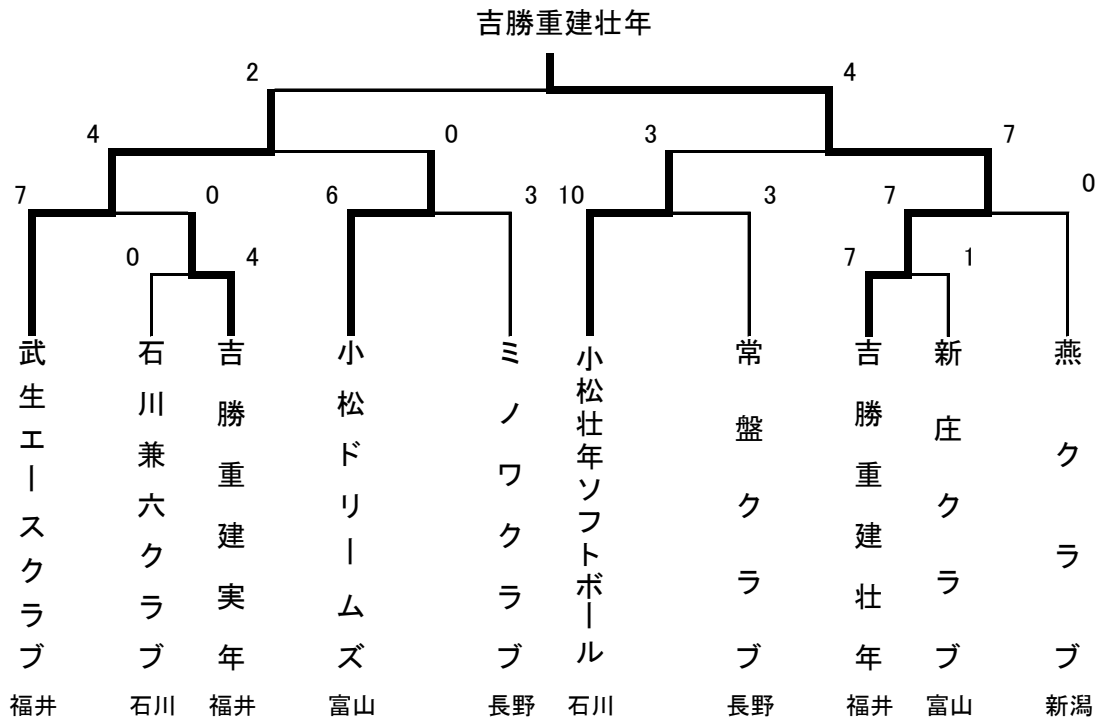 吉勝重建壮年
2 4
4 0 3 7
7 0 6 3 10 3 7 0
0 4 7 1
武生エースクラブ
石川兼六クラブ
吉勝重建実年
小松ドリームズ
ミノワクラブ
小松壮年ソフトボール
常盤クラブ
吉勝重建壮年
新庄クラブ
燕クラブ
福井 石川 福井 富山 長野 石川 長野 福井 富山 新潟